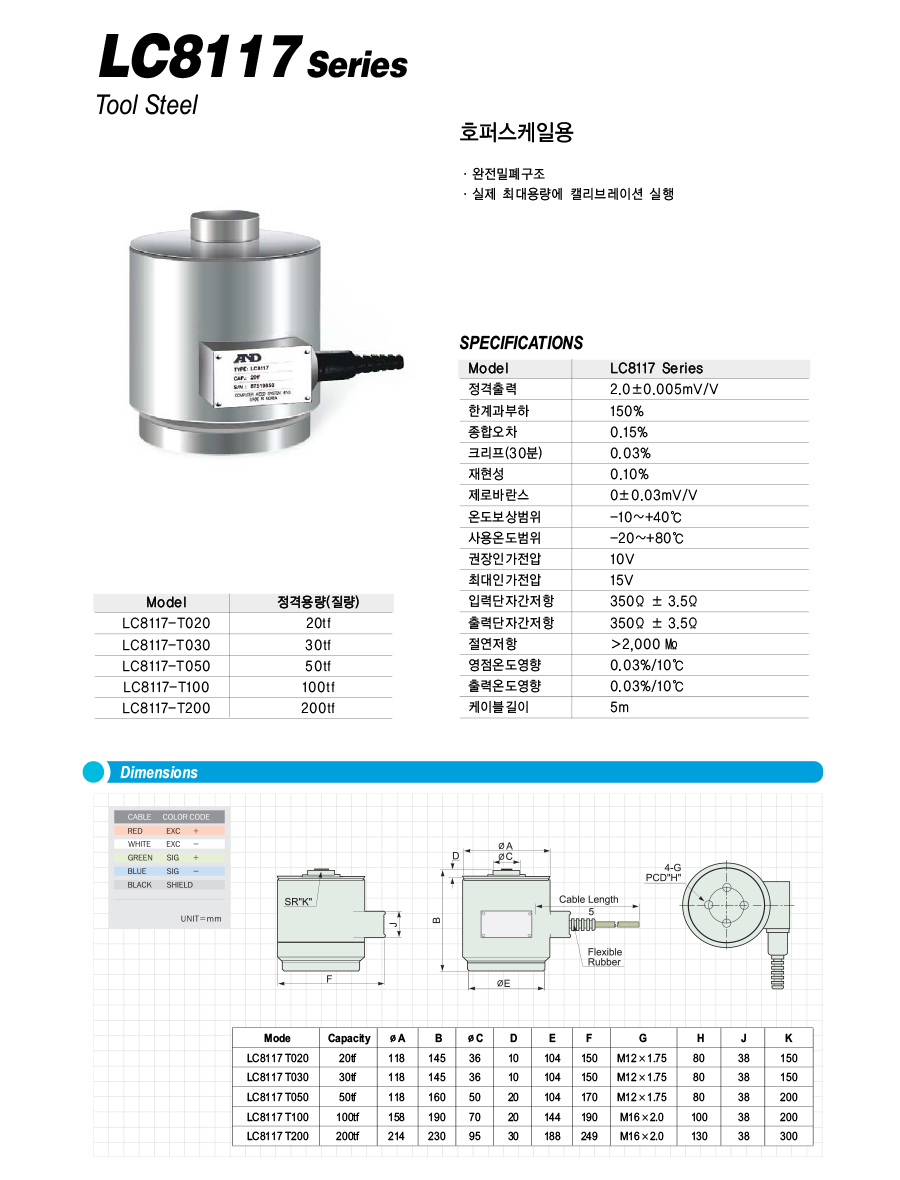 LC8117 Series
Tool Steel
호퍼스케일용
· 완전밀폐구조
· 실제 최대용량에 캘리브레이션 실행
AND
TYPE: LC8117
CAP.: 20tf
S/N :
MADE IN KOREA
SPECIFICATIONS
Model LC8117 Series
정격출력 2.0±0.005mV/V
한계과부하 150%
종합오차 0.15%
크리프(30분) 0.03%
재현성 0.10%
제로바란스 0±0.03mV/V
온도보상범위 -10~+40℃
사용온도범위 -20~+80℃
권장인가전압 10V
최대인가전압 15V
입력단자간저항 350Ω ± 3.5Ω
출력단자간저항 350Ω ± 3.5Ω
절연저항 >2,000 ㏁
영점온도영향 0.03%/10℃
출력온도영향 0.03%/10℃
케이블길이 5m
Model 정격용량(질량)
LC8117-T020 20tf
LC8117-T030 30tf
LC8117-T050 50tf
LC8117-T100 100tf
LC8117-T200 200tf
Dimensions
CABLE COLOR CODE
RED EXC +
WHITE EXC −
GREEN SIG +
BLUE SIG −
BLACK SHIELD
UNIT=mm
SR"K"
J
F
øA
øC
D
B
øE
Cable Length
5
Flexible
Rubber
4-G
PCD"H"
Mode Capacity øA B øC D E F G H J K
LC8117 T020 20tf 118 145 36 10 104 150 M12×1.75 80 38 150
LC8117 T030 30tf 118 145 36 10 104 150 M12×1.75 80 38 150
LC8117 T050 50tf 118 160 50 20 104 170 M12×1.75 80 38 200
LC8117 T100 100tf 158 190 70 20 144 190 M16×2.0 100 38 200
LC8117 T200 200tf 214 230 95 30 188 249 M16×2.0 130 38 300